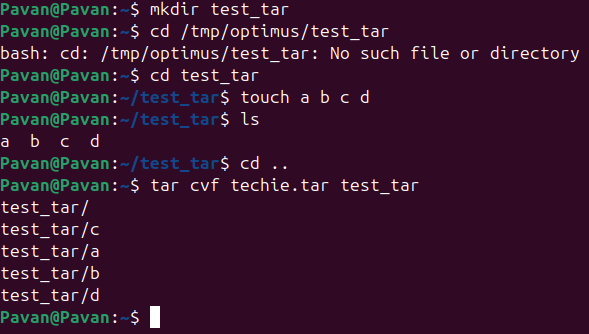 Pavan@Pavan:~$ mkdir test_tar
Pavan@Pavan:~$ cd /tmp/optimus/test_tar
bash: cd: /tmp/optimus/test_tar: No such file or directory
Pavan@Pavan:~$ cd test_tar
Pavan@Pavan:~/test_tar$ touch a b c d
Pavan@Pavan:~/test_tar$ ls
a  b  c  d
Pavan@Pavan:~/test_tar$ cd ..
Pavan@Pavan:~$ tar cvf techie.tar test_tar
test_tar/
test_tar/c
test_tar/a
test_tar/b
test_tar/d
Pavan@Pavan:~$